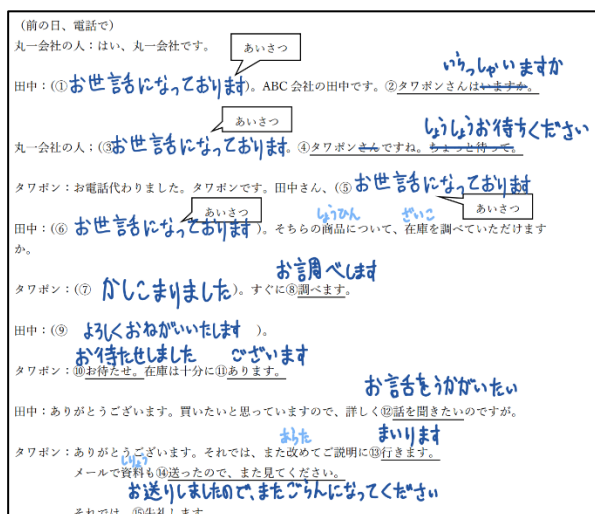 （前の日、電話で）
丸一会社の人：はい、丸一会社です。
あいさつ
いらっしゃいますか
田中：（①お世話になっております）。ABC 会社の田中です。②タワポンさんはいますか。
あいさつ
しょうしょうお待ちください
丸一会社の人：（③お世話になっております。④タワポンさんですね。ちょっと待って。
タワポン：お電話代わりました。タワポンです。田中さん、（⑤お世話になっております
あいさつ
あいさつ
しょうひん ざいこ
田中：（⑥お世話になっております）。そちらの商品について、在庫を調べていただけます
か。
お調べします
タワポン：（⑦かしこまりました）。すぐに⑧調べます。
田中：（⑨よろしくおねがいいたします）。
お待たせしました ございます
タワポン：⑩お待たせ。在庫は十分に⑪あります。
お話をうかがいたい
田中：ありがとうございます。買いたいと思っていますので、詳しく⑫話を聞きたいのですが。
あらた まいります
タワポン：ありがとうございます。それでは、また改めてご説明に⑬行きます。
しりょう
メールで資料も⑭送ったので、また見てください。
お送りしましたので、またごらんになってください
それでは、⑮失礼します